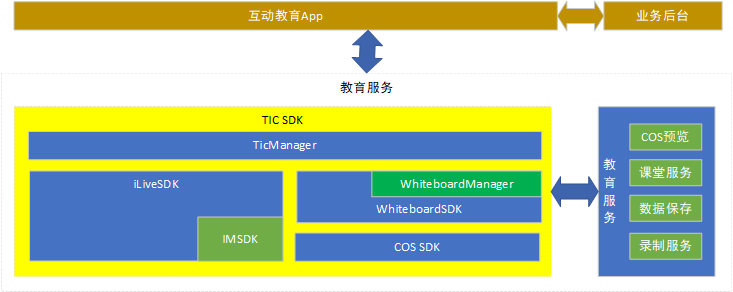 互动教育App
业务后台
教育服务
TIC SDK
TicManager
iLiveSDK
IMSDK
WhiteboardManager
WhiteboardSDK
COS SDK
教育服务
COS预览
课堂服务
数据保存
录制服务